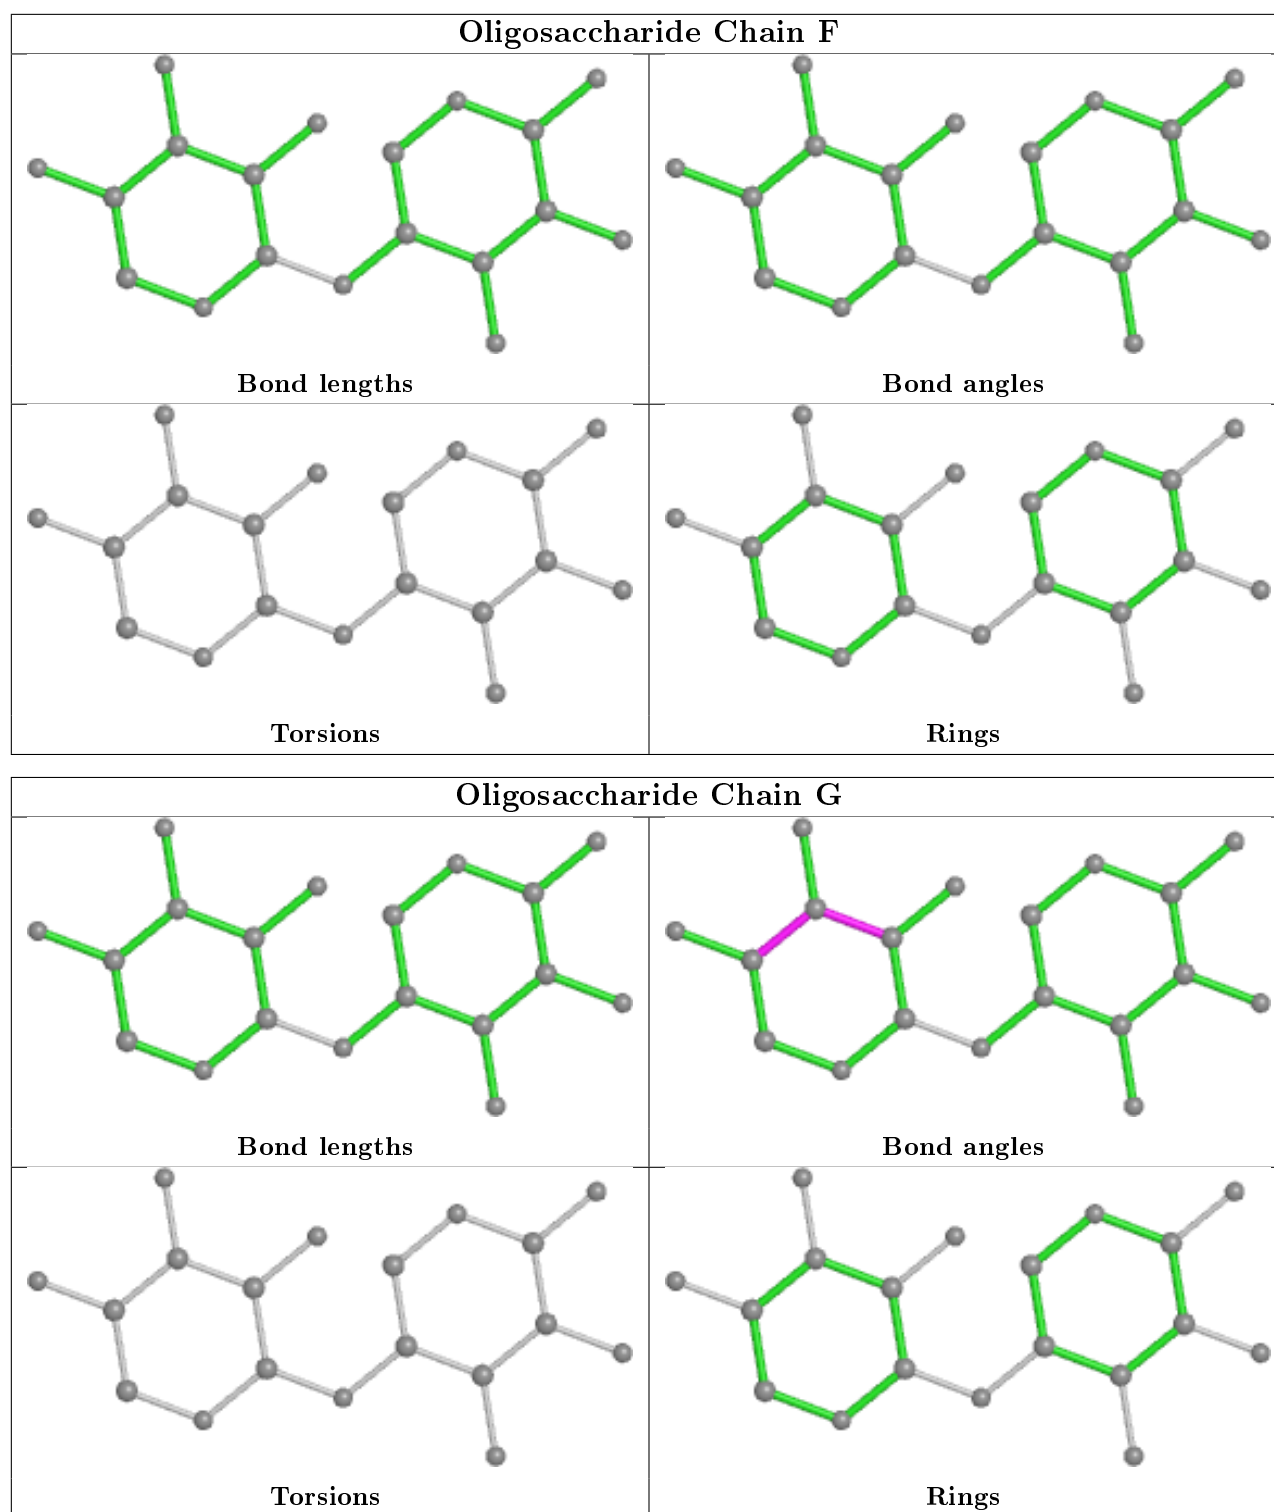 Oligosaccharide Chain F
Bond lengths
Bond angles
Torsions
Rings
Oligosaccharide Chain G
Bond lengths
Bond angles
Torsions
Rings